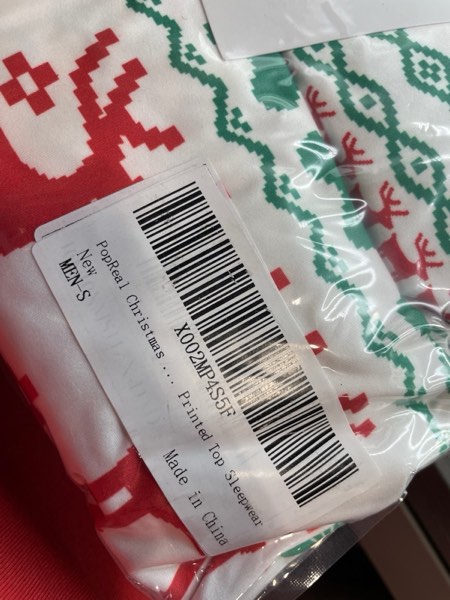 X002MP4S5F
PopReal Christmas ... Printed Top Sleepwear
New
MEN-S
Made in China